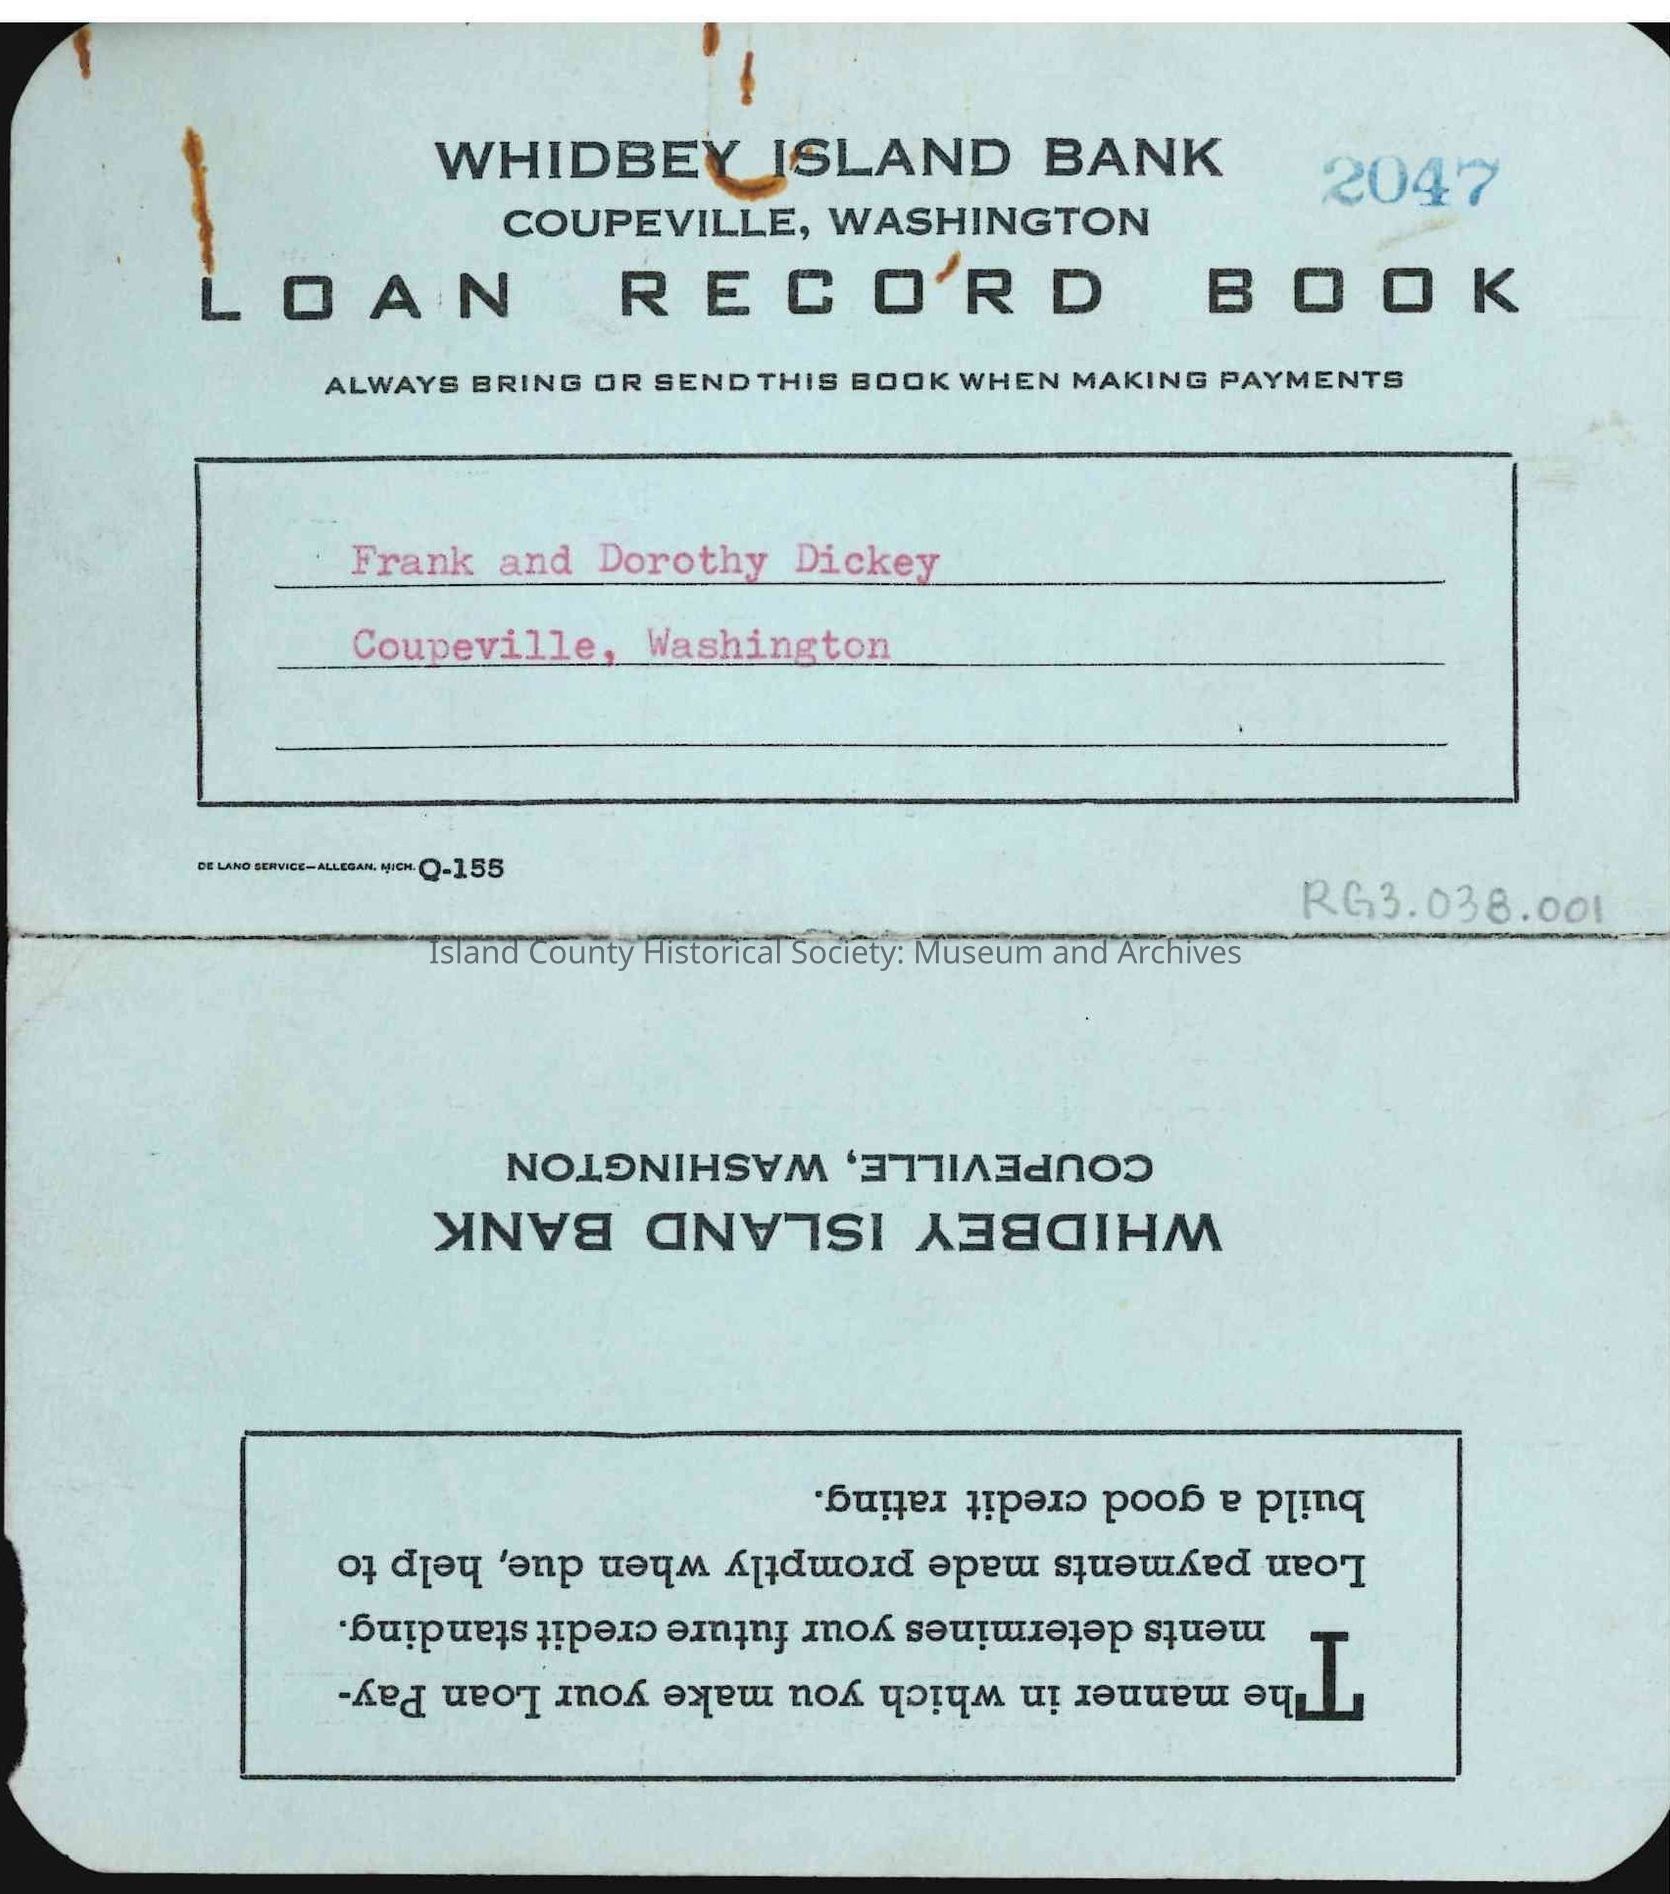 WHIDBEY ISLAND BANK
2047
COUPEVILLE, WASHINGTON
LOAN RECORD BOOK
ALWAYS BRING OR SEND THIS BOOK WHEN MAKING PAYMENTS
Frank and Dorothy Dickey
Coupeville, Washington
DE LANO SERVICE—ALLEGAN, MICH. Q-155
RG3.038.001
Island County Historical Society: Museum and Archives
The manner in which you make your Loan Pay-
ments determines your future credit standing.
Loan payments made promptly when due, help to
build a good credit rating.
WHIDBEY ISLAND BANK
COUPEVILLE, WASHINGTON